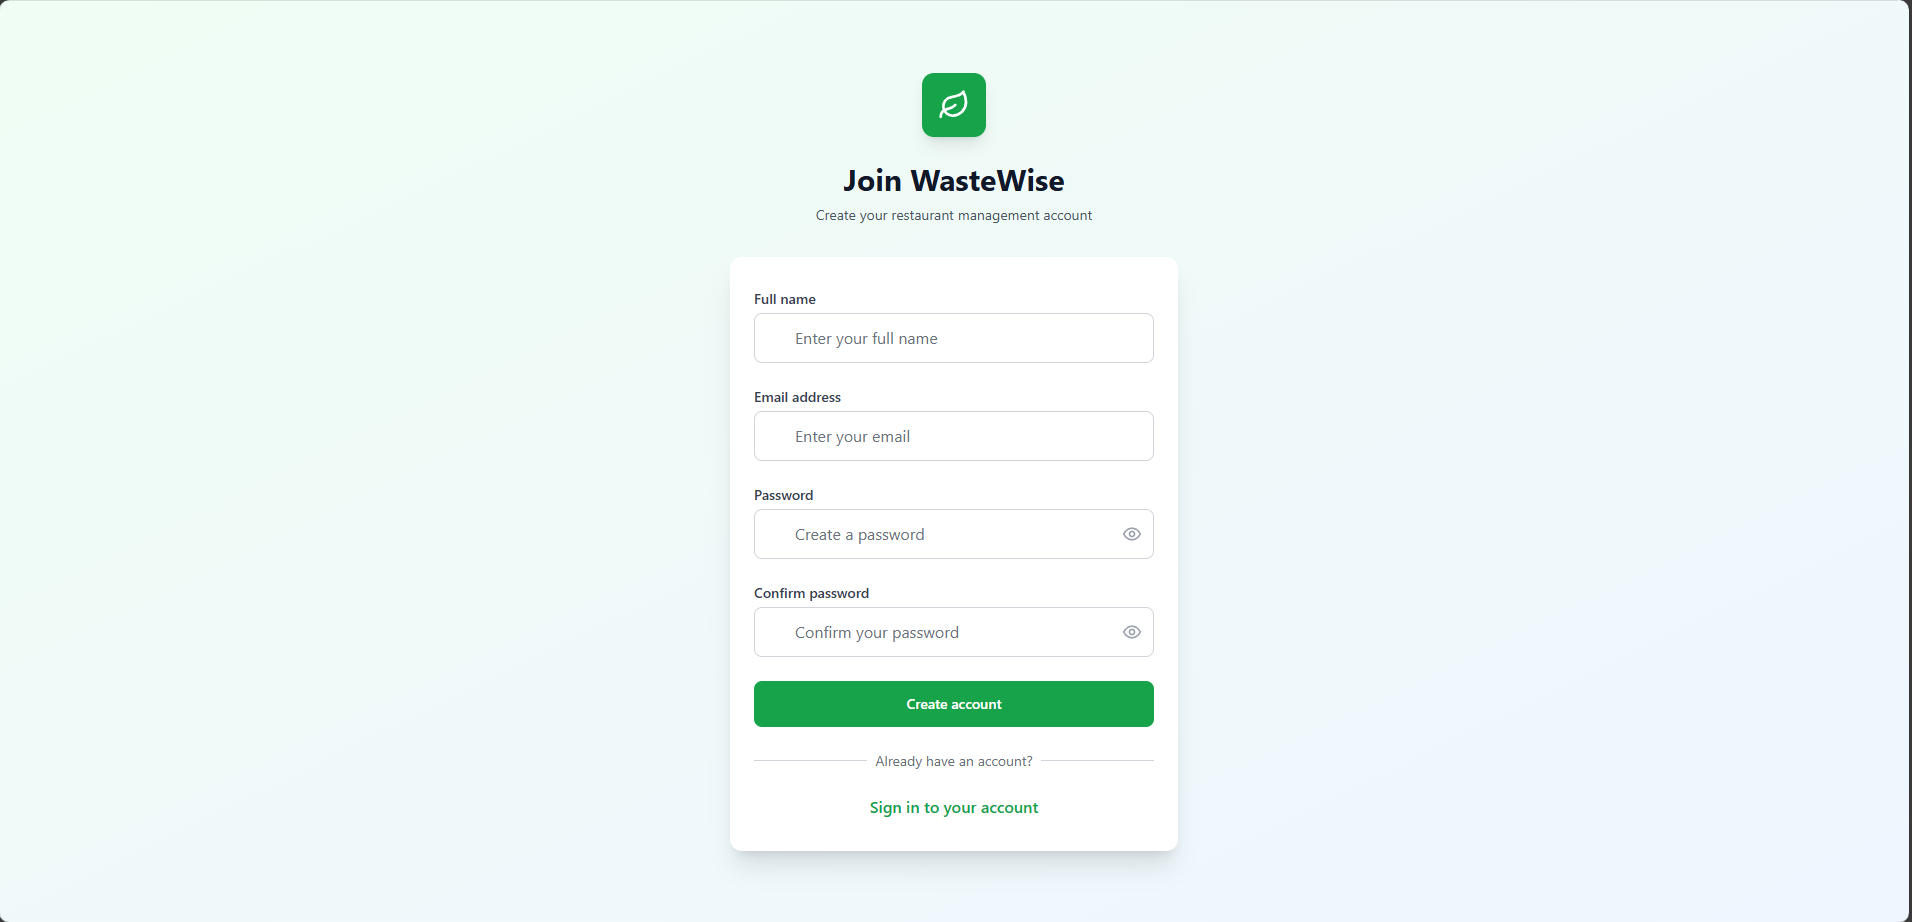 Join WasteWise
Create your restaurant management account
Full name
Enter your full name
Email address
Enter your email
Password
Create a password
Confirm password
Confirm your password
Create account
Already have an account?
Sign in to your account